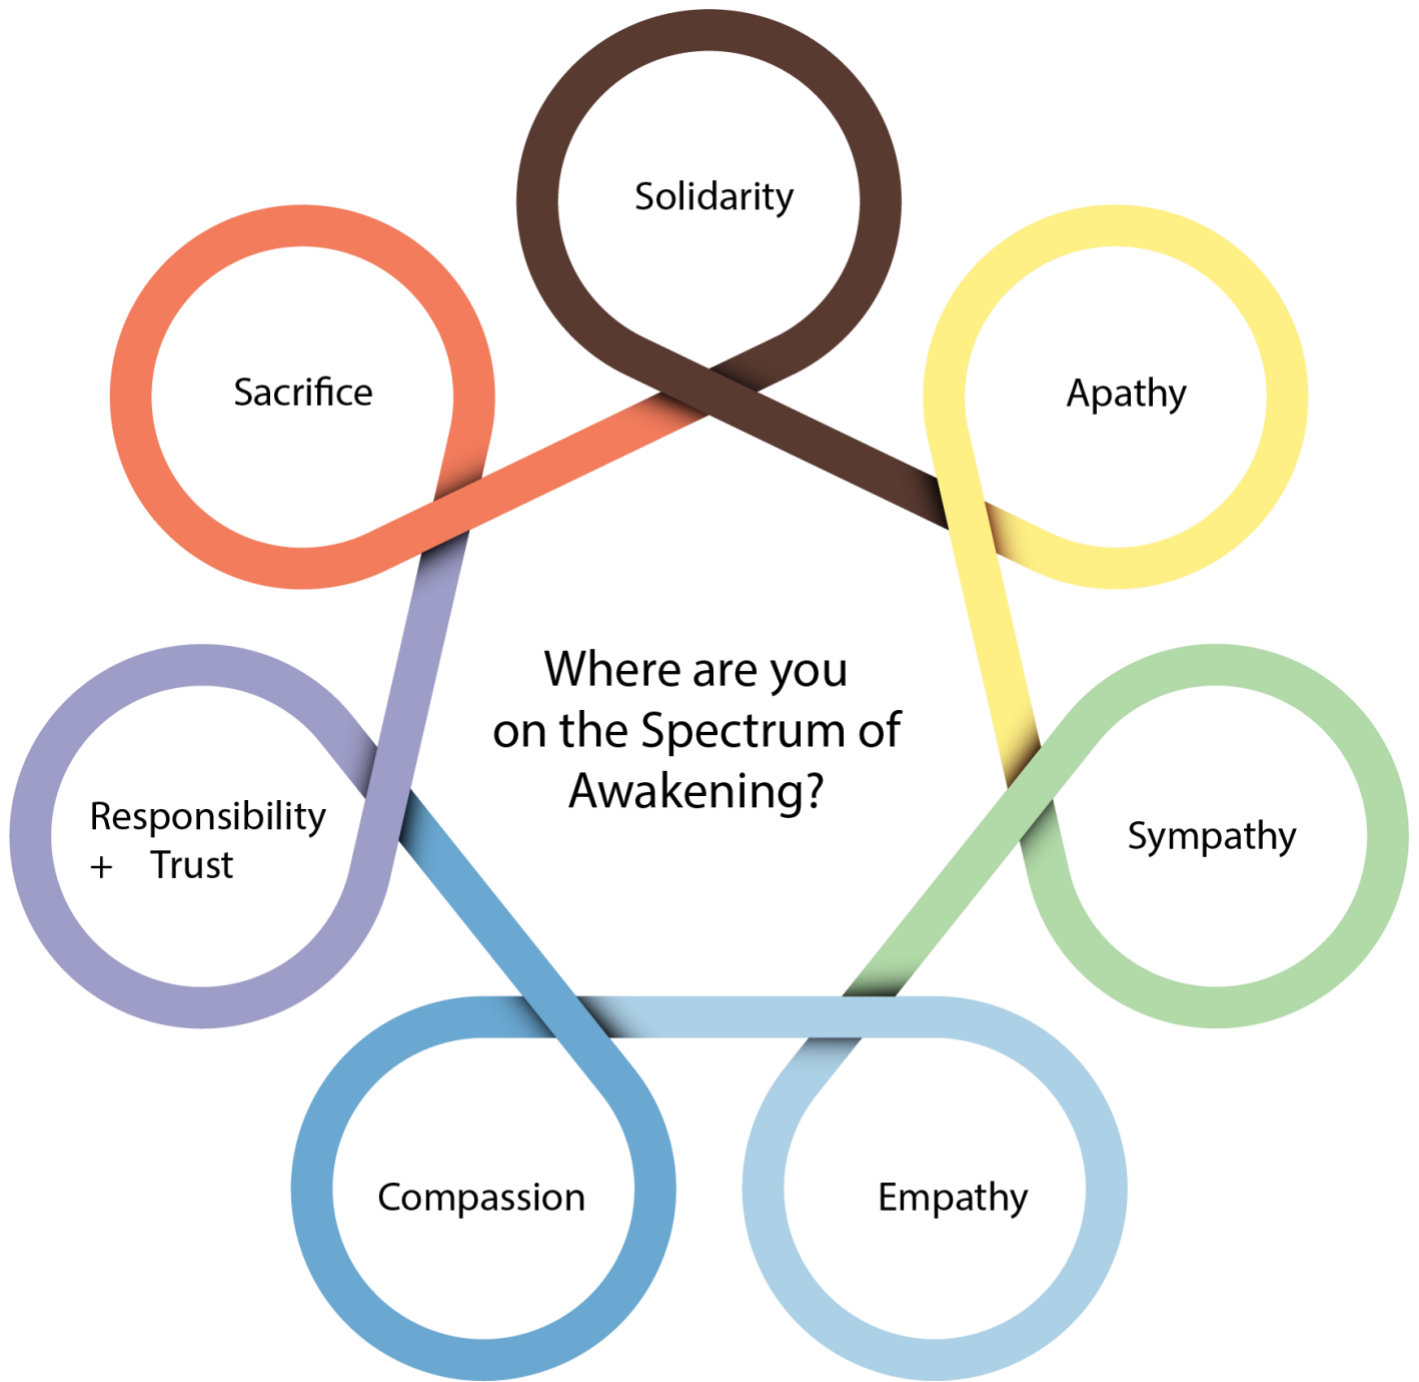 Solidarity
Sacrifice
Apathy
Where are you
on the Spectrum of
Awakening?
Responsibility
+ Trust
Sympathy
Compassion
Empathy